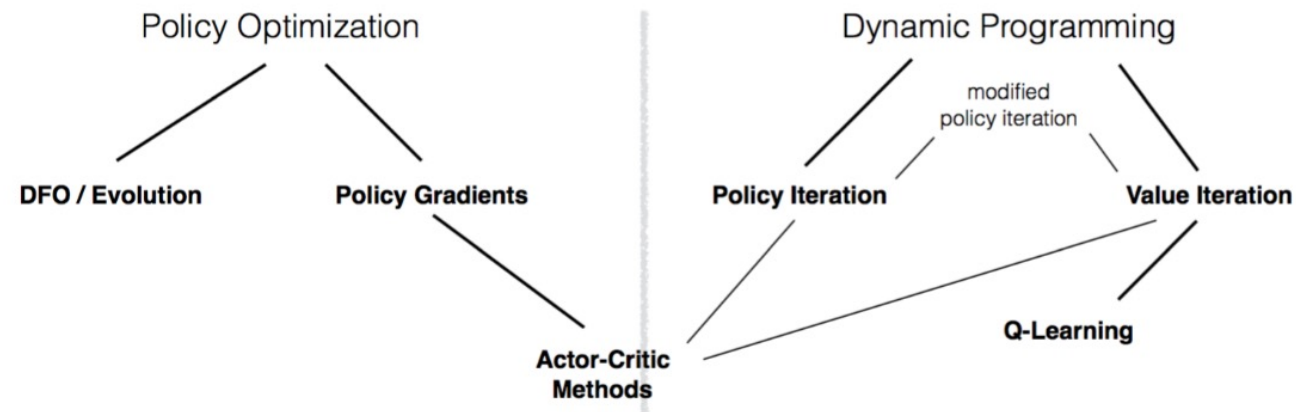 Policy Optimization
Dynamic Programming
modified
policy iteration
DFO / Evolution
Policy Gradients
Policy Iteration
Value Iteration
Q-Learning
Actor-Critic
Methods